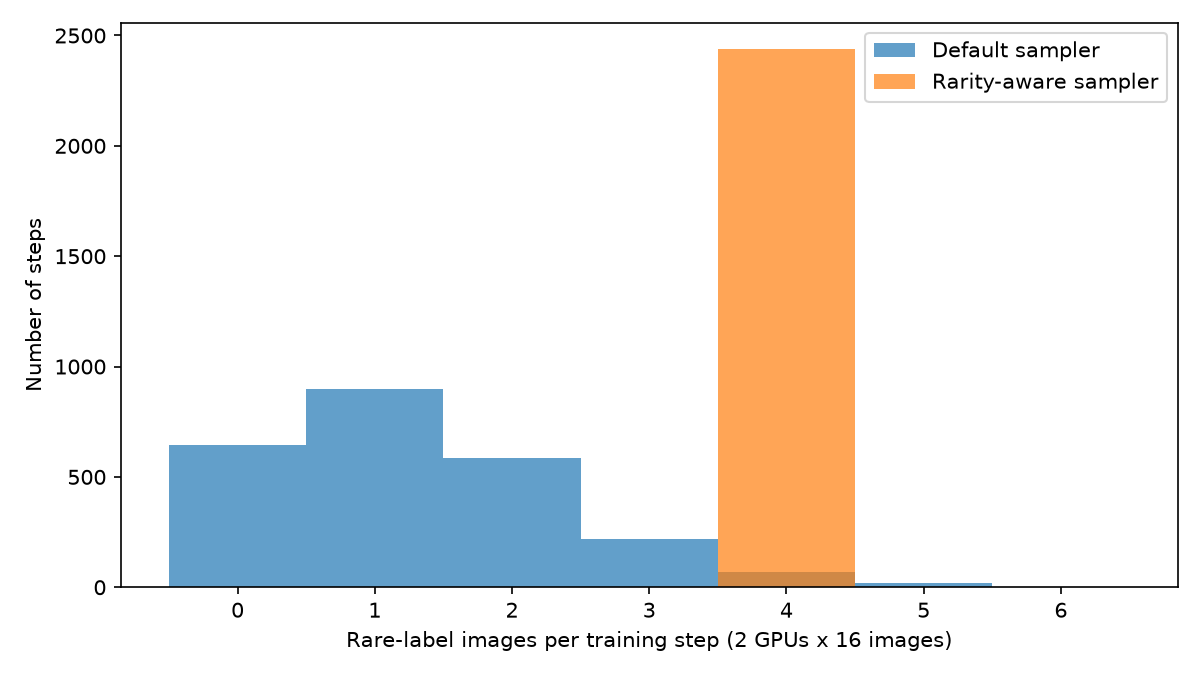 2500
2000
1500
1000
500
0
Number of steps
Default sampler
Rarity-aware sampler
0 1 2 3 4 5 6
Rare-label images per training step (2 GPUs x 16 images)